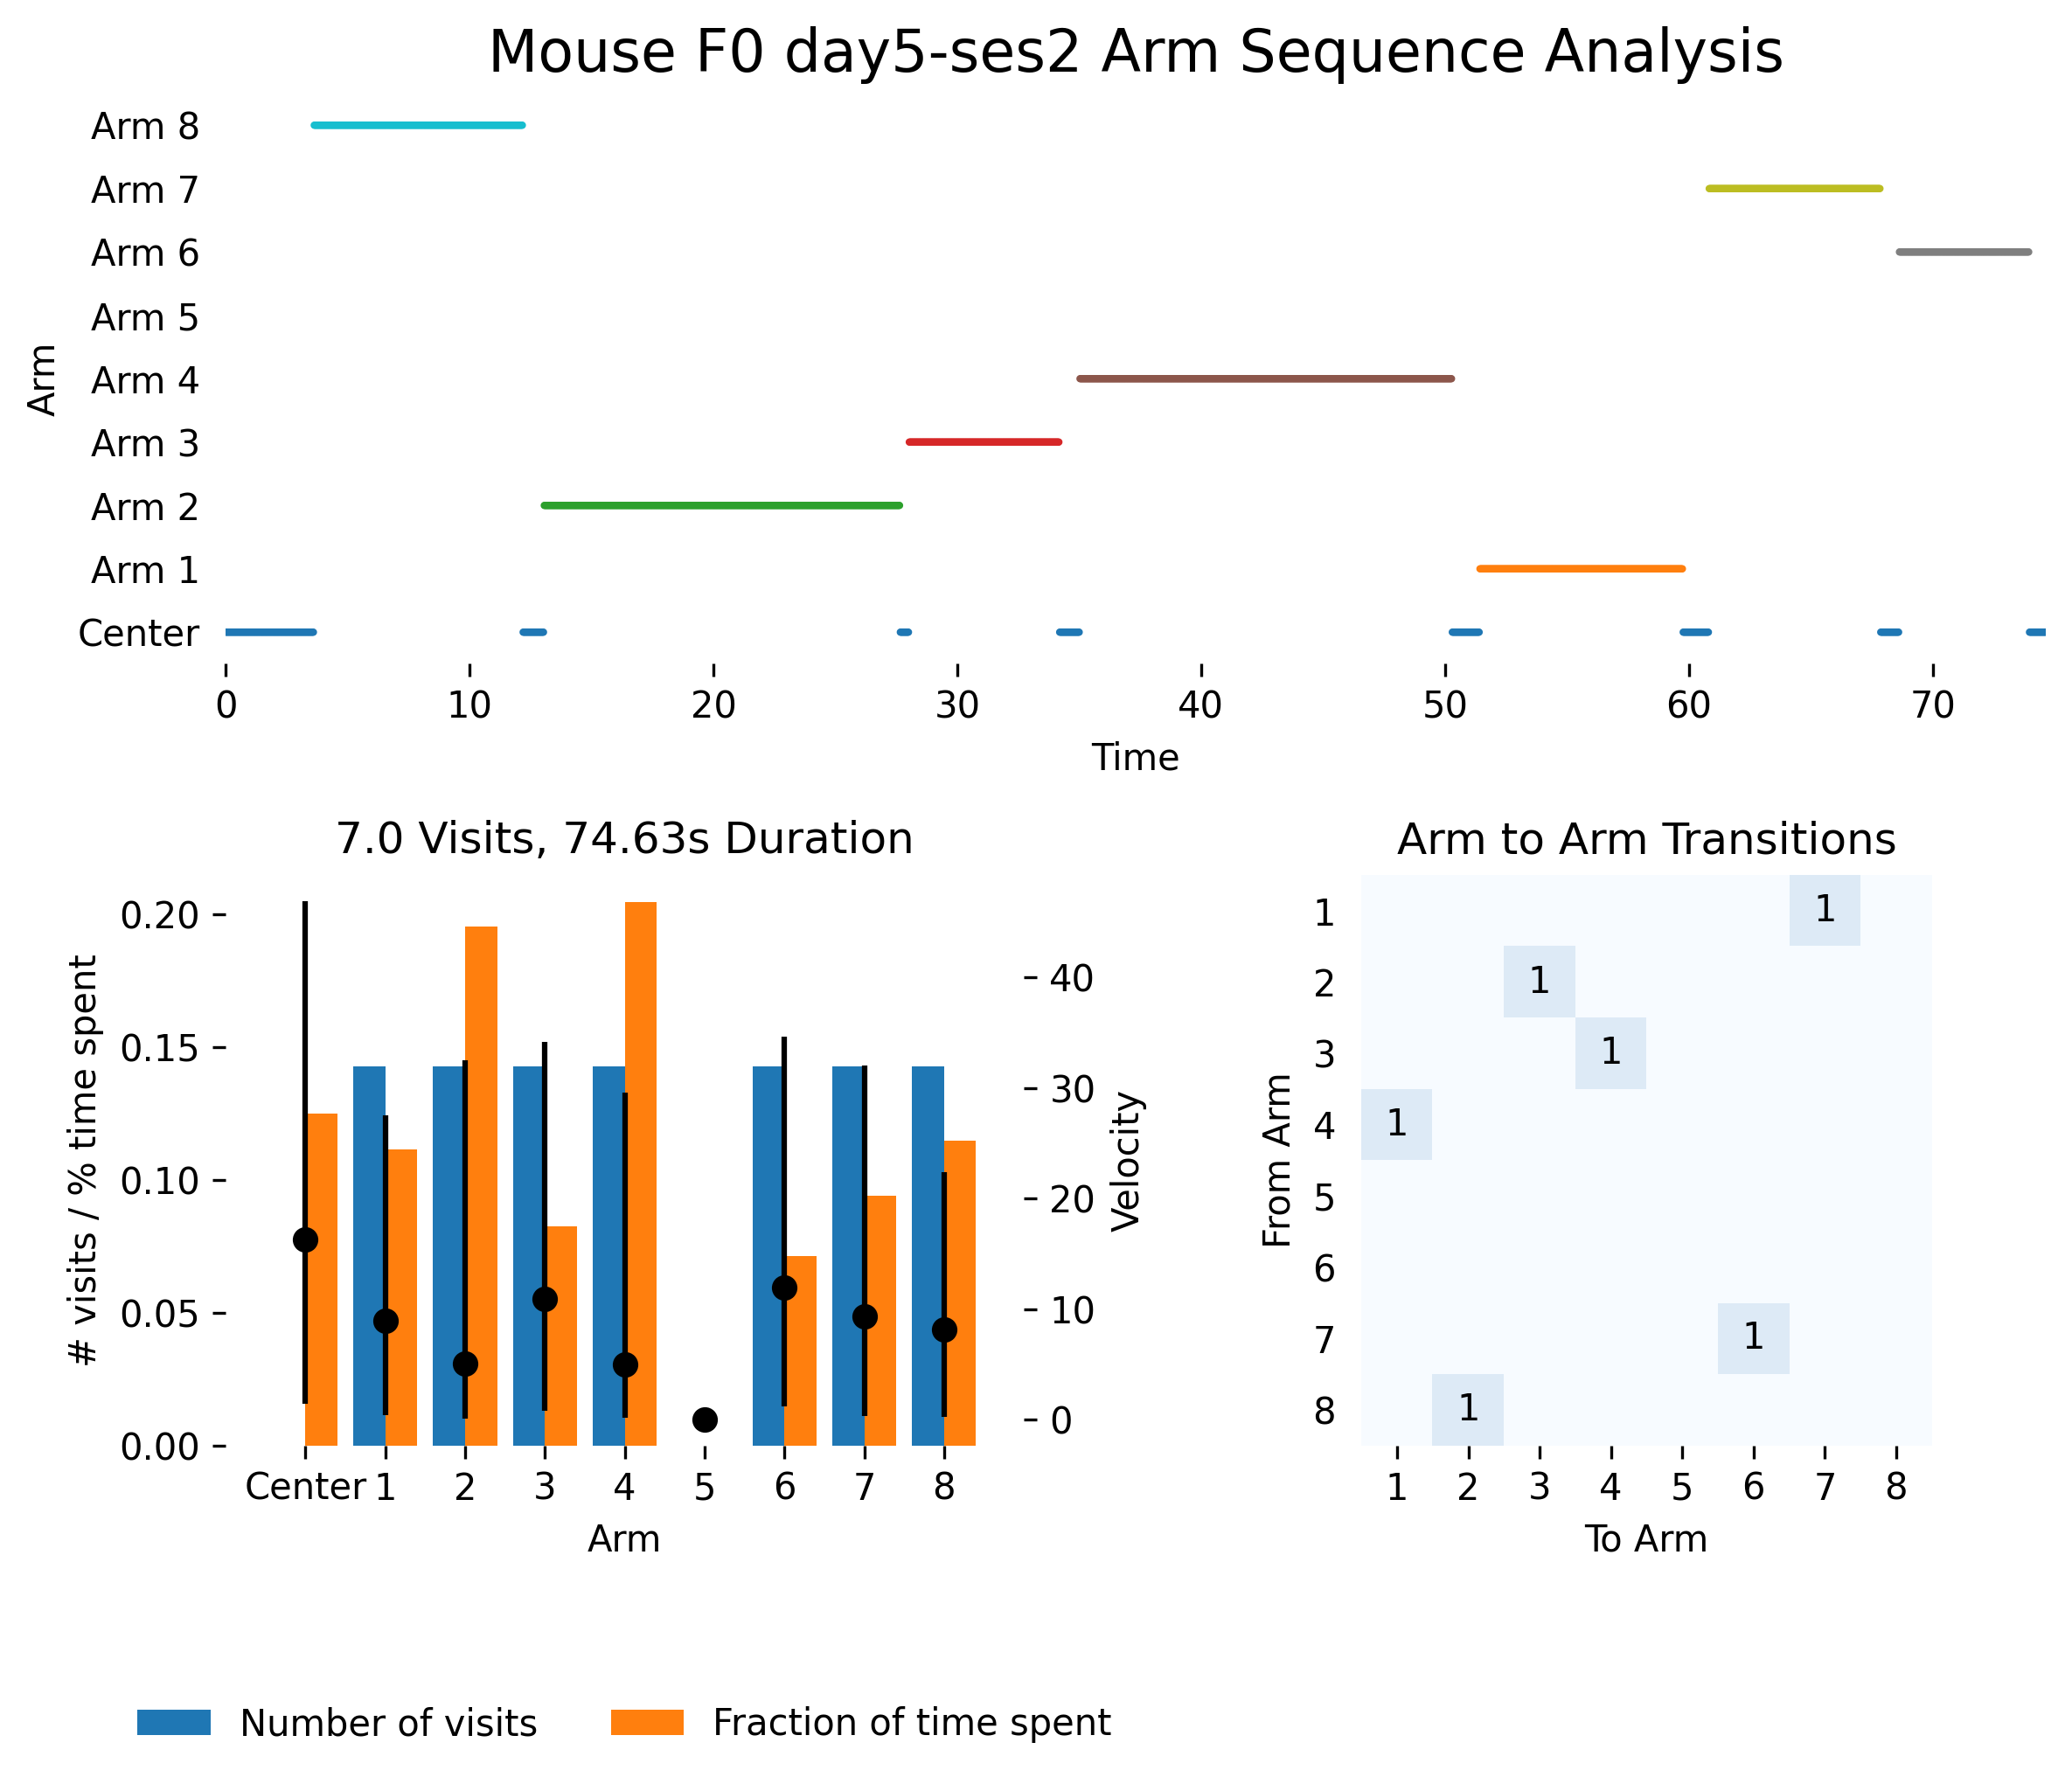 Mouse F0 day5-ses2 Arm Sequence Analysis
Arm 8
Arm 7
Arm 6
Arm 5
Arm 4
Arm 3
Arm 2
Arm 1
Center
Arm
0 10 20 30 40 50 60 70
Time
7.0 Visits, 74.63s Duration
0.20
0.15
0.10
0.05
0.00
# visits / % time spent
40
30
20
10
0
Velocity
Center 1 2 3 4 5 6 7 8
Arm
Arm to Arm Transitions
1 1
2 1
3 1
4 1
5
6
7 1
8 1
From Arm
1 2 3 4 5 6 7 8
To Arm
Number of visits Fraction of time spent